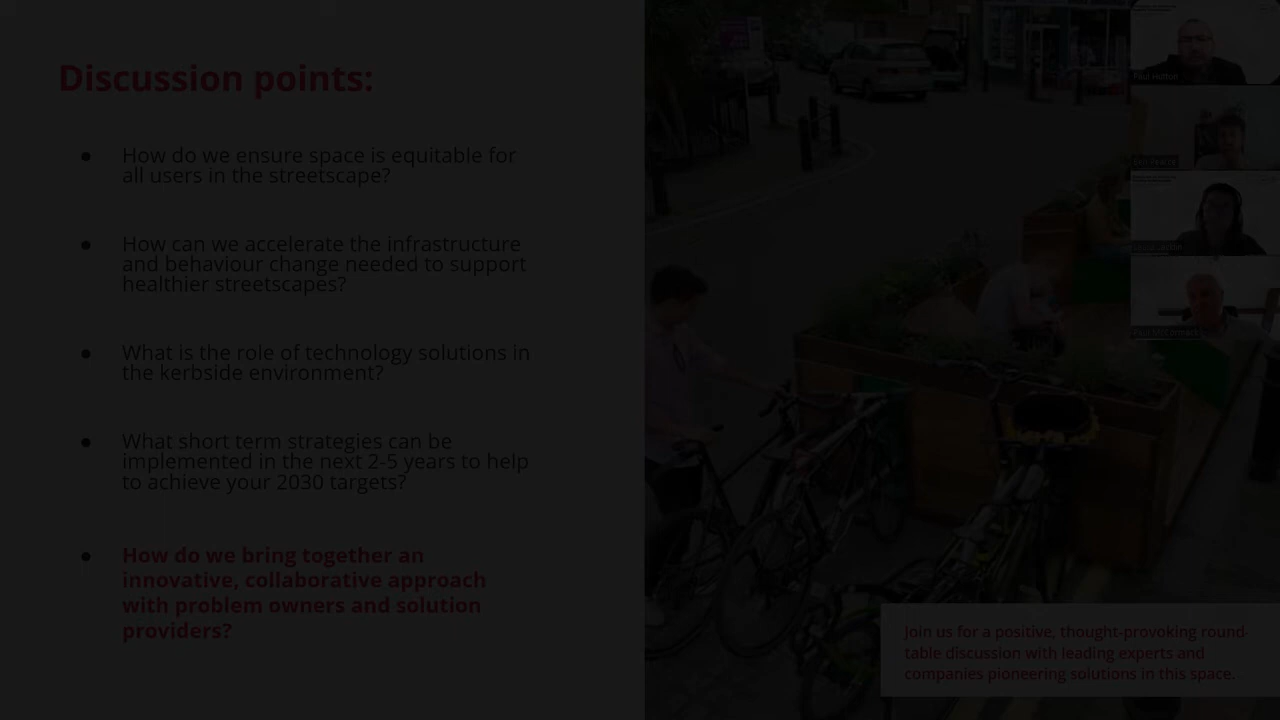 Discussion points:
How do we ensure space is equitable for
all users in the streetscape?
How can we accelerate the infrastructure
and behaviour change needed to support
healthier streetscapes?
What is the role of technology solutions in
the kerbside environment?
What short term strategies can be
implemented in the next 2-5 years to help
to achieve your 2030 targets?
How do we bring together an
innovative, collaborative approach
with problem owners and solution
providers?
Join us for a positive, thought-provoking round-
table discussion with leading experts and
companies pioneering solutions in this space.
Paul Hutton